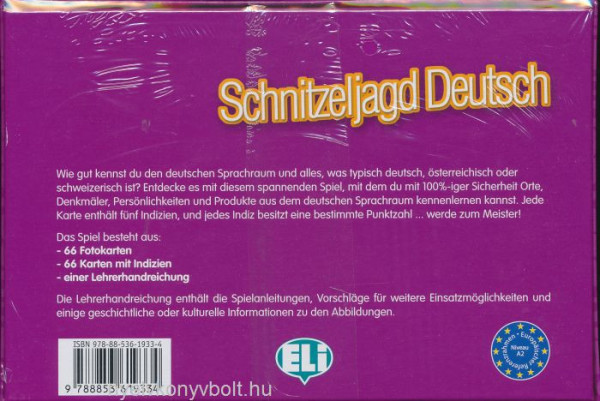 Schnitzeljagd Deutsch
Wie gut kennst du den deutschen Sprachraum und alles, was typisch deutsch, österreichisch oder
schweizerisch ist? Entdecke es mit diesem spannenden Spiel, mit dem du mit 100%-iger Sicherheit Orte,
Denkmäler, Persönlichkeiten und Produkte aus dem deutschen Sprachraum kennenlernen kannst. Jede
Karte enthält fünf Indizien, und jedes Indiz besitzt eine bestimmte Punktzahl ... werde zum Meister!
Das Spiel besteht aus:
- 66 Fotokarten
- 66 Karten mit Indizien
- einer Lehrerhandreichung
Die Lehrerhandreichung enthält die Spielanleitungen, Vorschläge für weitere Einsatzmöglichkeiten und
einige geschichtliche oder kulturelle Informationen zu den Abbildungen.
ISBN 978-88-536-1933-4
9 788853 619334
ELi
Europäischer Referenzrahmen
Niveau
A2